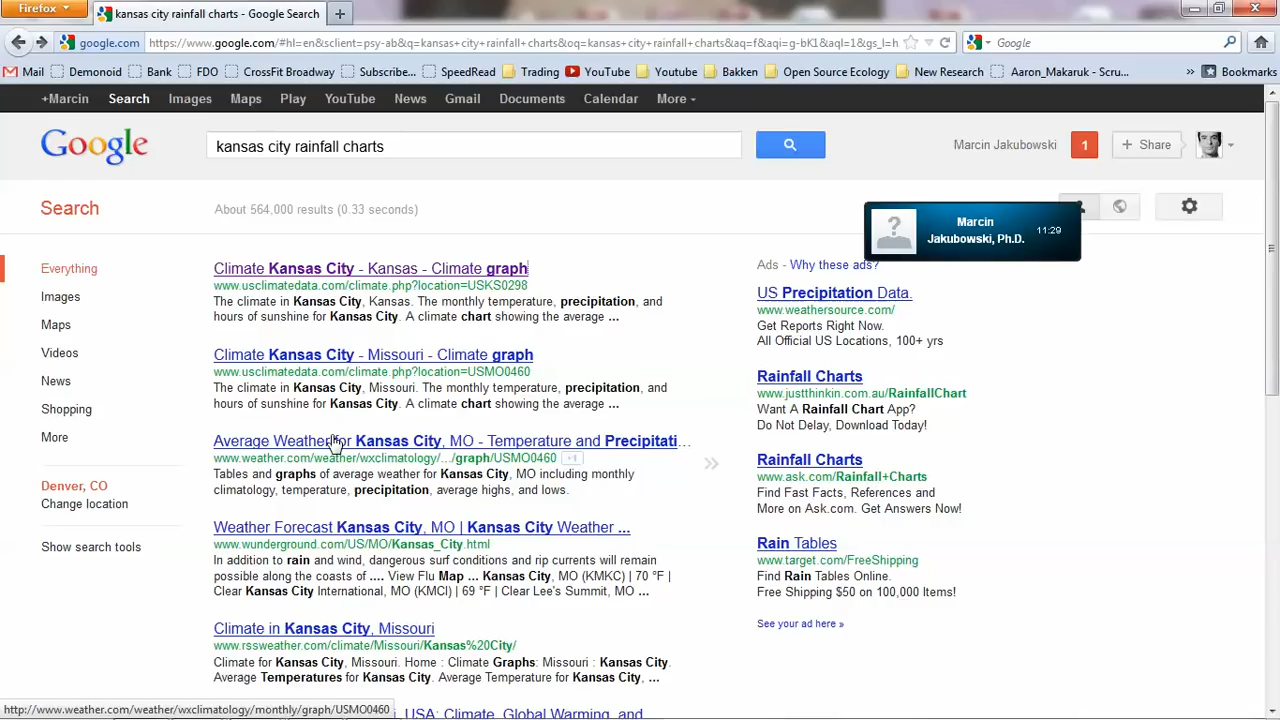 Firefox
kansas city rainfall charts - Google Search
google.com https://www.google.com/#hl=en&sclient=psy-ab&q=kansas+city+rainfall+charts&oq=kansas+city+rainfall+charts&aq=f&aqi=g-bK1&aql=1&gs_l=h
Google
Mail Demonoid Bank FDO CrossFit Broadway Subscribe... SpeedRead Trading YouTube Youtube Bakken Open Source Ecology New Research Aaron_Makaruk - Scru... » Bookmarks
+Marcin Search Images Maps Play YouTube News Gmail Documents Calendar More
Google
kansas city rainfall charts
Marcin Jakubowski 1 + Share
Search
About 564,000 results (0.33 seconds)
Marcin
Jakubowski, Ph.D.
11:29
Everything
Images
Maps
Videos
News
Shopping
More
Denver, CO
Change location
Show search tools
Climate Kansas City - Kansas - Climate graph
www.usclimatedata.com/climate.php?location=USKS0298
The climate in Kansas City, Kansas. The monthly temperature, precipitation, and
hours of sunshine for Kansas City. A climate chart showing the average ...
Climate Kansas City - Missouri - Climate graph
www.usclimatedata.com/climate.php?location=USMO0460
The climate in Kansas City, Missouri. The monthly temperature, precipitation, and
hours of sunshine for Kansas City. A climate chart showing the average ...
Average Weather for Kansas City, MO - Temperature and Precipitati...
www.weather.com/weather/wxclimatology/.../graph/USMO0460 +1
Tables and graphs of average weather for Kansas City, MO including monthly
climatology, temperature, precipitation, average highs, and lows.
Weather Forecast Kansas City, MO | Kansas City Weather ...
www.wunderground.com/US/MO/Kansas_City.html
In addition to rain and wind, dangerous surf conditions and rip currents will remain
possible along the coasts of .... View Flu Map ... Kansas City, MO (KMKC) | 70 °F |
Clear Kansas City International, MO (KMCI) | 69 °F | Clear Lee's Summit, MO ...
Climate in Kansas City, Missouri
www.rssweather.com/climate/Missouri/Kansas%20City/
Climate for Kansas City, Missouri. Home : Climate Graphs: Missouri : Kansas City.
Average Temperatures for Kansas City. Average Temperature for Kansas City, ...
USA: Climate, Global Warming, and
Ads - Why these ads?
US Precipitation Data.
www.weathersource.com/
Get Reports Right Now.
All Official US Locations, 100+ yrs
Rainfall Charts
www.justthinkin.com.au/RainfallChart
Want A Rainfall Chart App?
Do Not Delay, Download Today!
Rainfall Charts
www.ask.com/Rainfall+Charts
Find Fast Facts, References and
More on Ask.com. Get Answers Now!
Rain Tables
www.target.com/FreeShipping
Find Rain Tables Online.
Free Shipping $50 on 100,000 Items!
See your ad here »
http://www.weather.com/weather/wxclimatology/monthly/graph/USMO0460